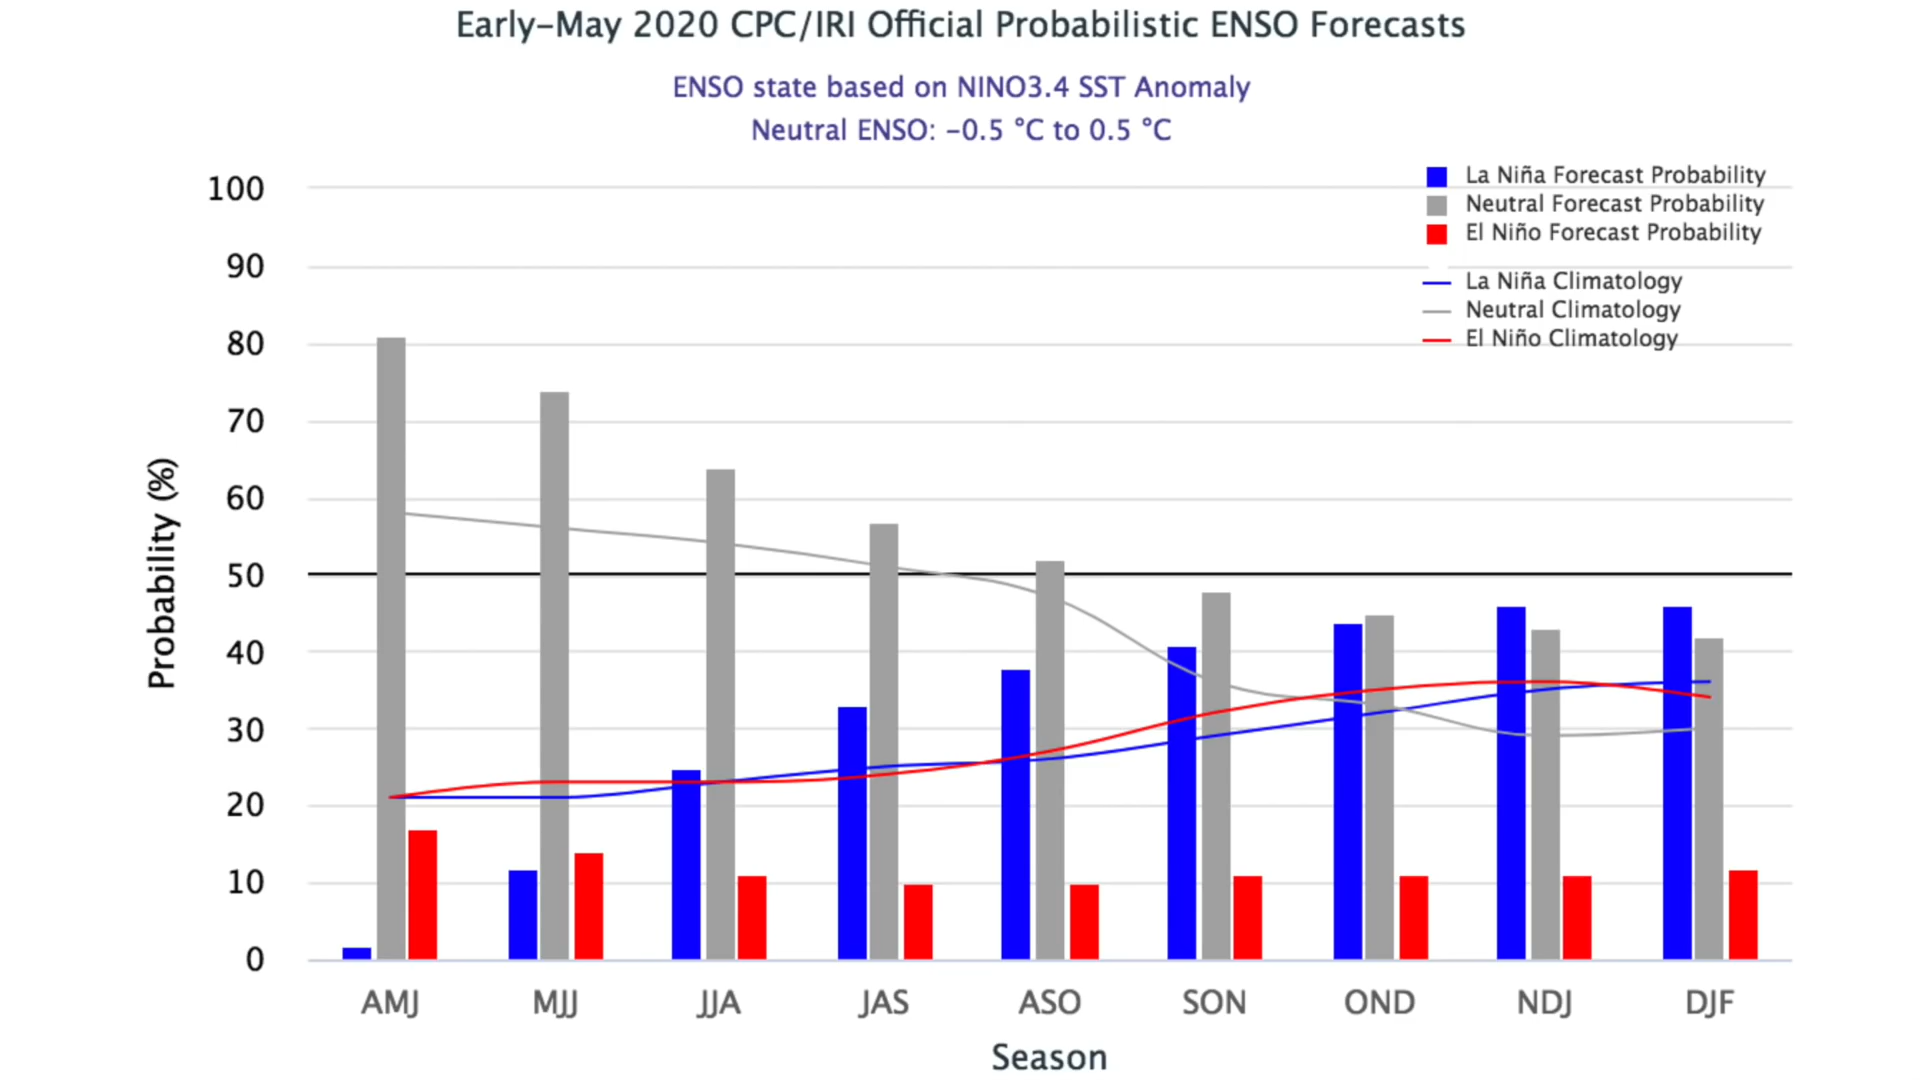 Early-May 2020 CPC/IRI Official Probabilistic ENSO Forecasts
ENSO state based on NINO3.4 SST Anomaly
Neutral ENSO: -0.5 °C to 0.5 °C
La Niña Forecast Probability
Neutral Forecast Probability
El Niño Forecast Probability
La Niña Climatology
Neutral Climatology
El Niño Climatology
Probability (%)
100
90
80
70
60
50
40
30
20
10
0
AMJ MJJ JJA JAS ASO SON OND NDJ DJF
Season